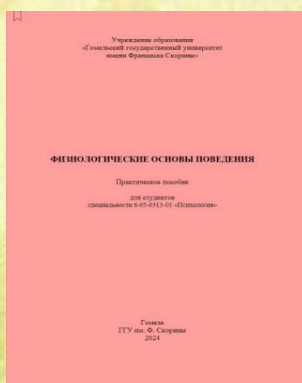 Учреждение образования
«Гомельский государственный университет
имени Франциска Скорины»
ФИЗИОЛОГИЧЕСКИЕ ОСНОВЫ ПОВЕДЕНИЯ
Практическое пособие
для студентов
специальности 6-05-0313-01 «Психология»
Гомель
ГГУ им. Ф. Скорины
2024